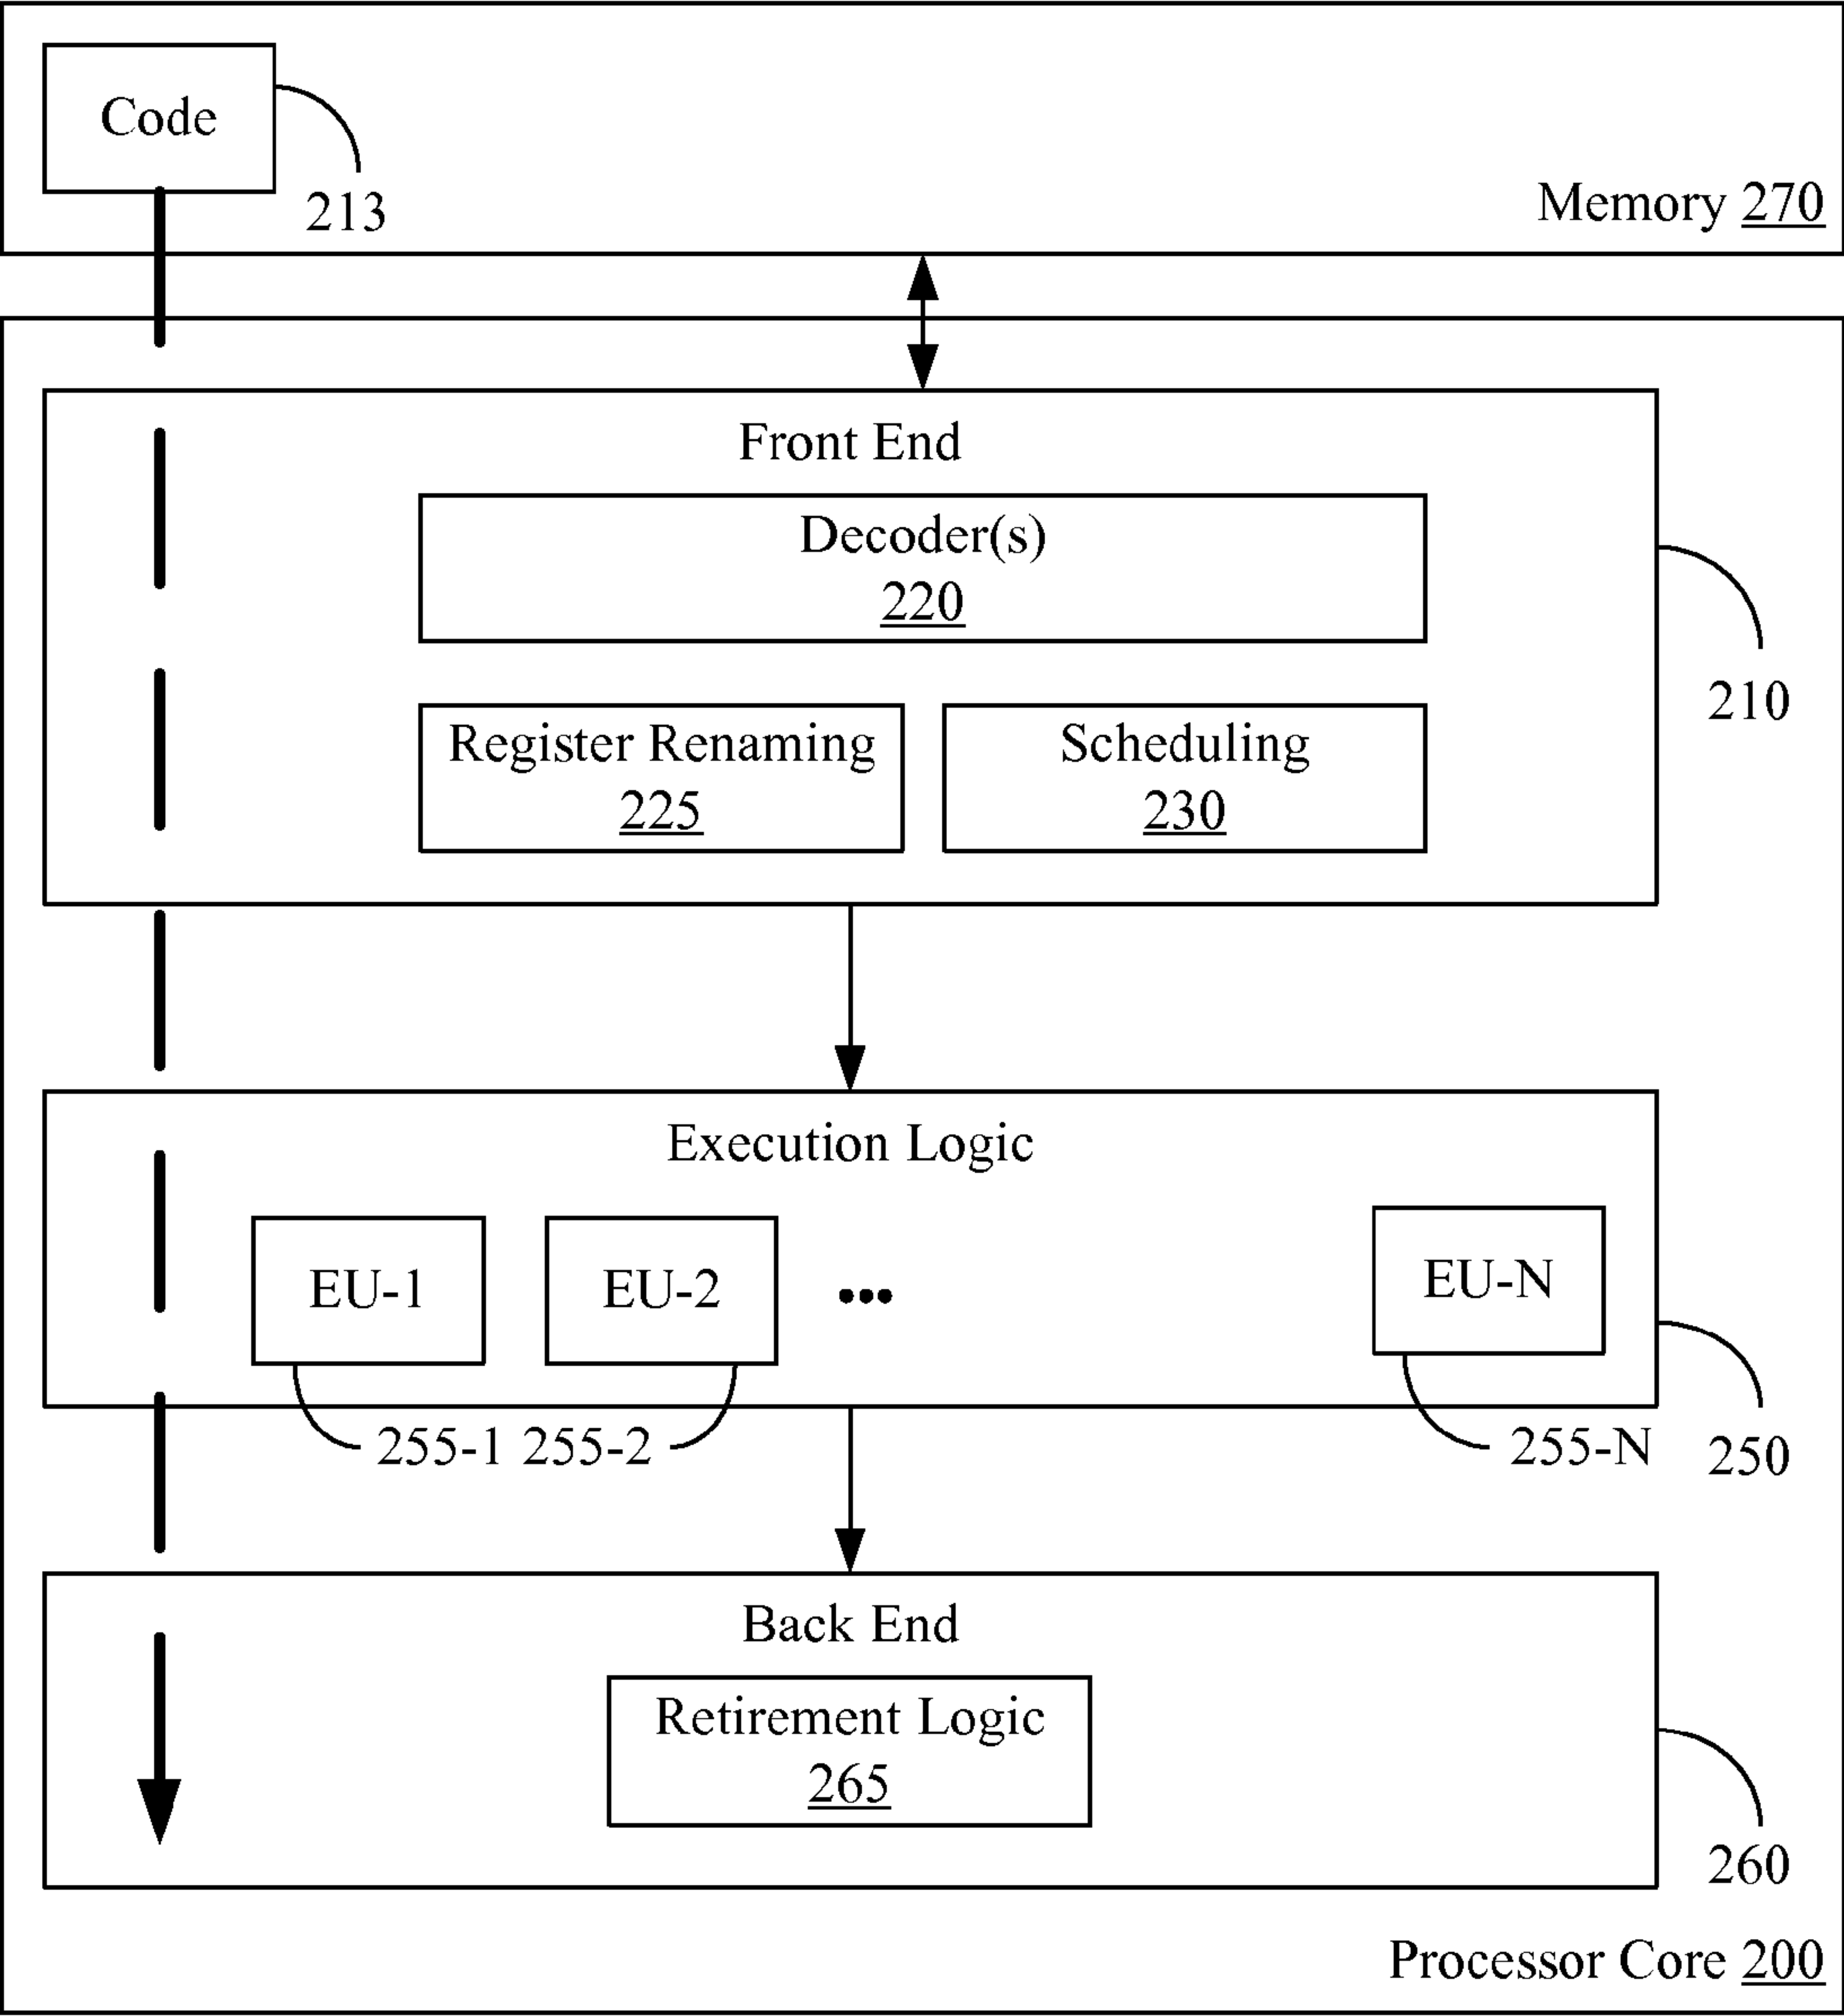 Code
213
Memory 270
Front End
Decoder(s)
220
210
Register Renaming
225
Scheduling
230
Execution Logic
EU-1
EU-2
•••
EU-N
255-1 255-2
255-N
250
Back End
Retirement Logic
265
260
Processor Core 200